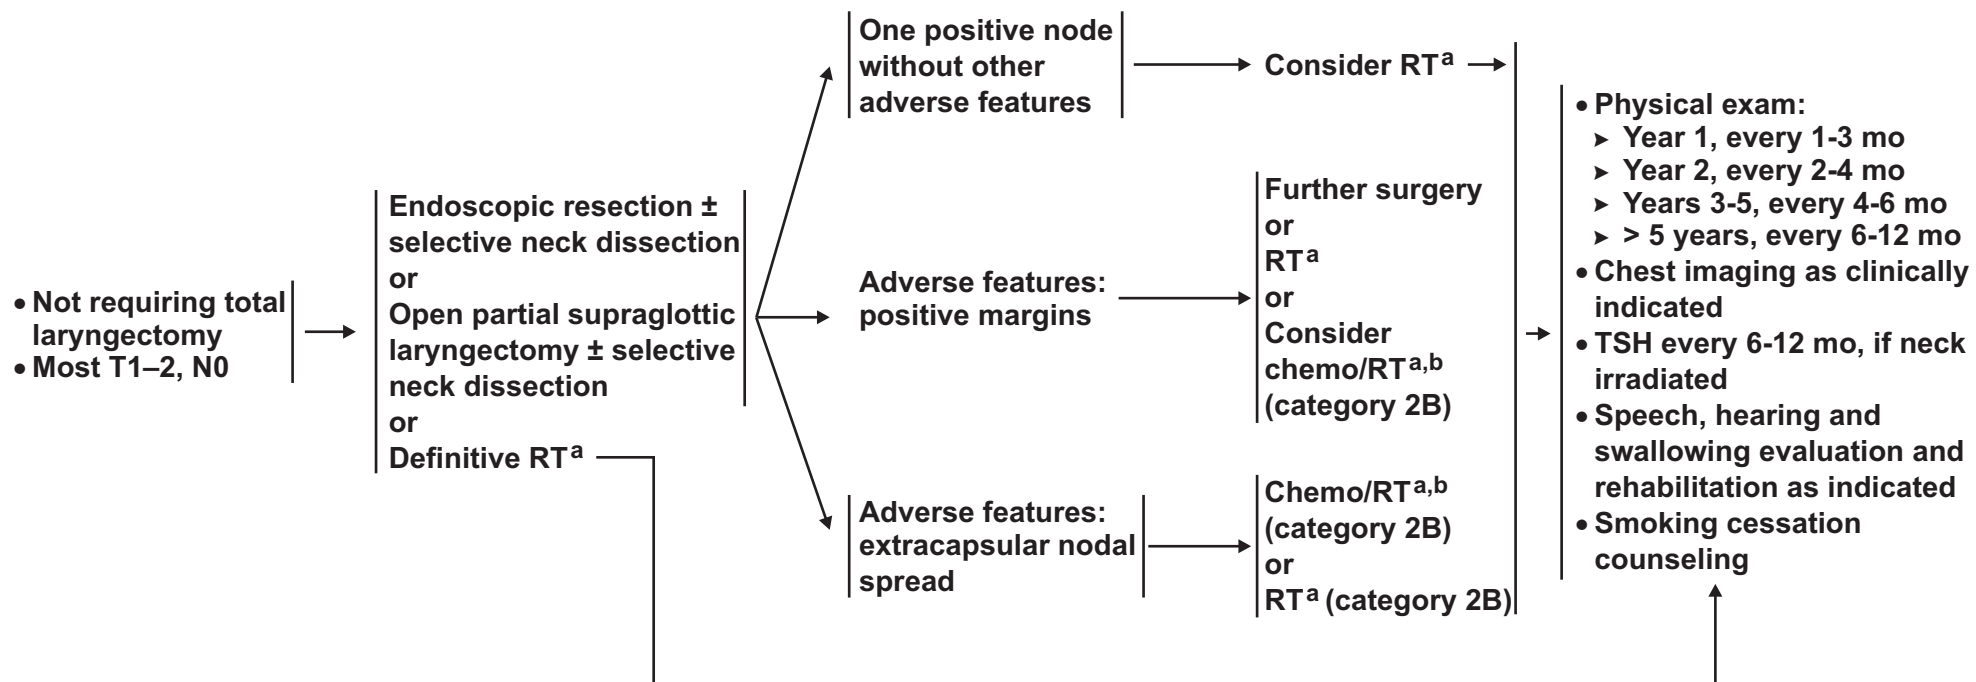 • Not requiring total
laryngectomy
• Most T1–2, N0
Endoscopic resection ±
selective neck dissection
or
Open partial supraglottic
laryngectomy ± selective
neck dissection
or
Definitive RTᵃ
One positive node
without other
adverse features
Adverse features:
positive margins
Adverse features:
extracapsular nodal
spread
Consider RTᵃ
Further surgery
or
RTᵃ
or
Consider
chemo/RTᵃ,ᵇ
(category 2B)
Chemo/RTᵃ,ᵇ
(category 2B)
or
RTᵃ (category 2B)
• Physical exam:
➤ Year 1, every 1-3 mo
➤ Year 2, every 2-4 mo
➤ Years 3-5, every 4-6 mo
➤ > 5 years, every 6-12 mo
• Chest imaging as clinically
indicated
• TSH every 6-12 mo, if neck
irradiated
• Speech, hearing and
swallowing evaluation and
rehabilitation as indicated
• Smoking cessation
counseling